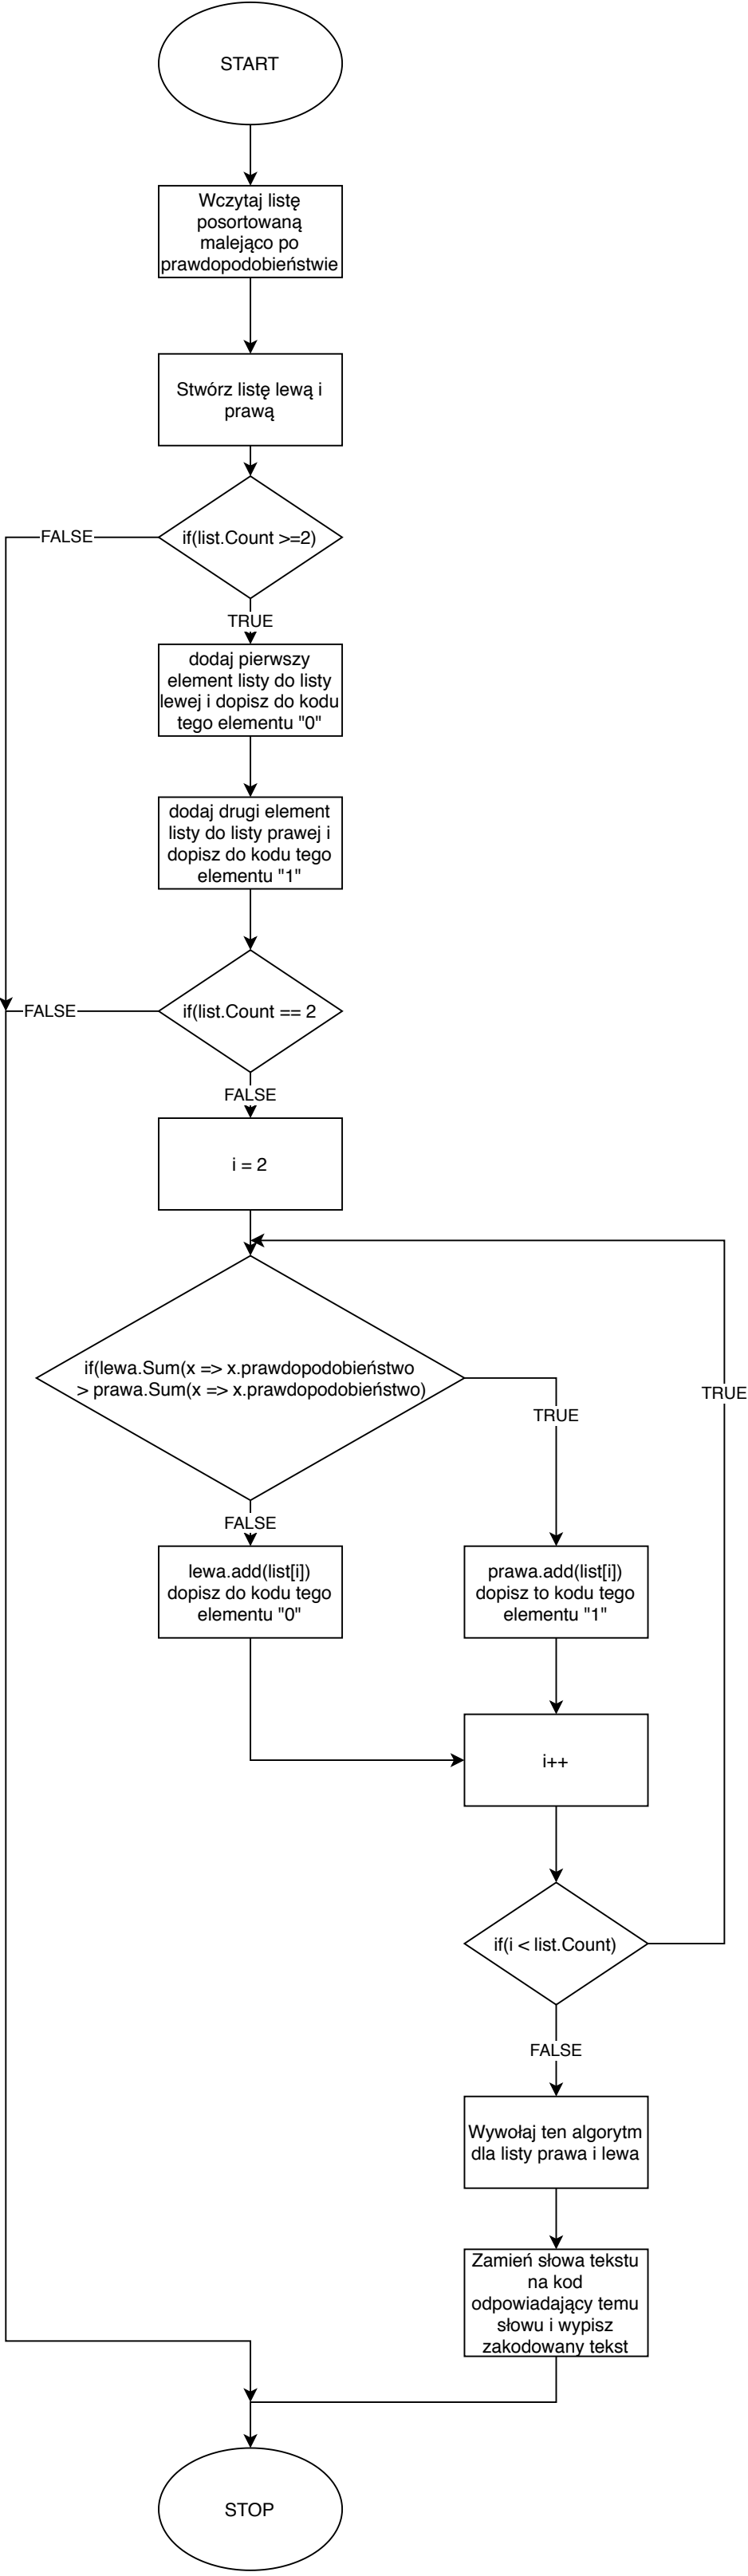 START
Wczytaj listę
posortowaną
malejąco po
prawdopodobieństwie
Stwórz listę lewą i
prawą
if(list.Count >=2)
FALSE
TRUE
dodaj pierwszy
element listy do listy
lewej i dopisz do kodu
tego elementu "0"
dodaj drugi element
listy do listy prawej i
dopisz do kodu tego
elementu "1"
if(list.Count == 2
FALSE
FALSE
i = 2
if(lewa.Sum(x => x.prawdopodobieństwo
> prawa.Sum(x => x.prawdopodobieństwo)
TRUE
TRUE
FALSE
lewa.add(list[i])
dopisz do kodu tego
elementu "0"
prawa.add(list[i])
dopisz to kodu tego
elementu "1"
i++
if(i < list.Count)
FALSE
Wywołaj ten algorytm
dla listy prawa i lewa
Zamień słowa tekstu
na kod
odpowiadający temu
słowu i wypisz
zakodowany tekst
STOP